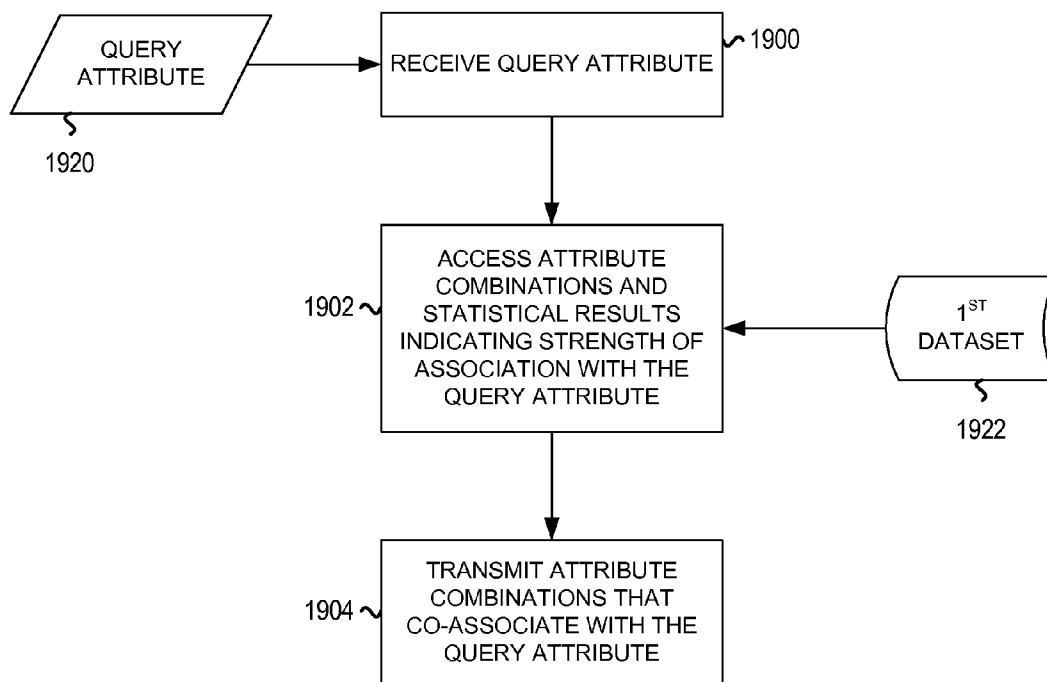 QUERY
ATTRIBUTE
1920
RECEIVE QUERY ATTRIBUTE
1900
ACCESS ATTRIBUTE
COMBINATIONS AND
STATISTICAL RESULTS
INDICATING STRENGTH OF
ASSOCIATION WITH THE
QUERY ATTRIBUTE
1902
1ST
DATASET
1922
TRANSMIT ATTRIBUTE
COMBINATIONS THAT
CO-ASSOCIATE WITH THE
QUERY ATTRIBUTE
1904